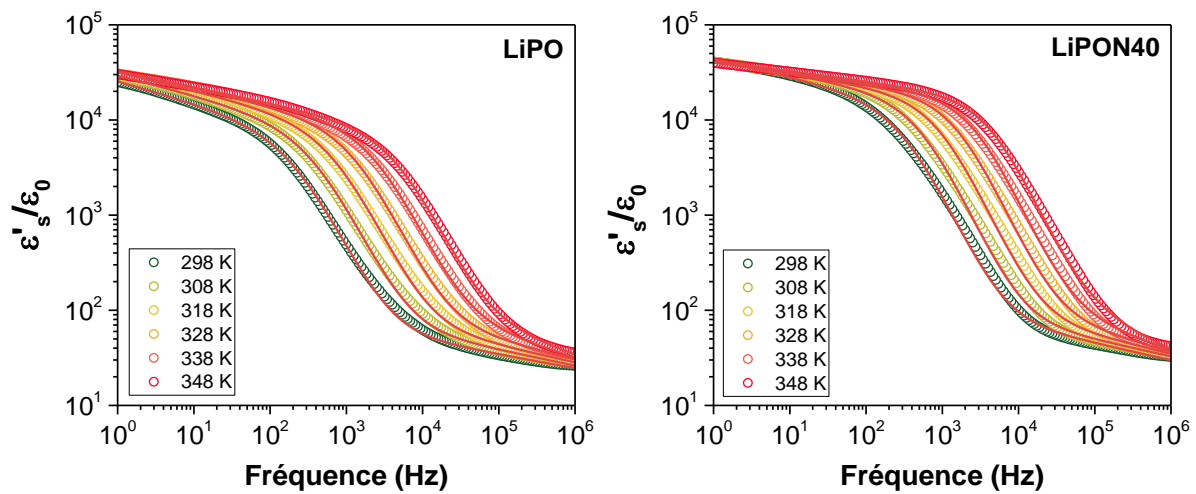 LiPO
10^5
10^4
10^3
10^2
10^1
ε'_s/ε_0
298 K
308 K
318 K
328 K
338 K
348 K
10^0 10^1 10^2 10^3 10^4 10^5 10^6
Fréquence (Hz)
LiPON40
10^5
10^4
10^3
10^2
10^1
ε'_s/ε_0
298 K
308 K
318 K
328 K
338 K
348 K
10^0 10^1 10^2 10^3 10^4 10^5 10^6
Fréquence (Hz)